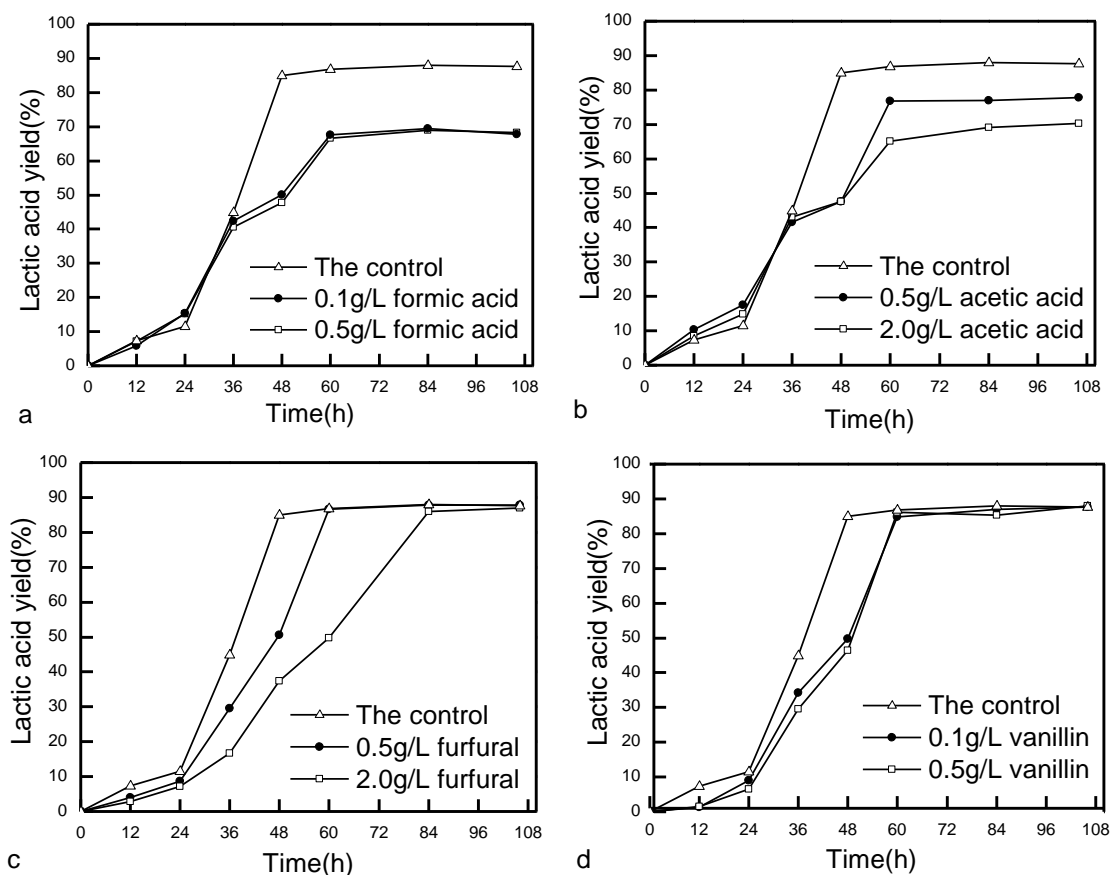 100
90
80
70
60
50
40
30
20
10
0
Lactic acid yield(%)
The control
0.1g/L formic acid
0.5g/L formic acid
0 12 24 36 48 60 72 84 96 108
Time(h)
a
100
90
80
70
60
50
40
30
20
10
0
Lactic acid yield(%)
The control
0.5g/L acetic acid
2.0g/L acetic acid
0 12 24 36 48 60 72 84 96 108
Time(h)
b
100
90
80
70
60
50
40
30
20
10
0
Lactic acid yield(%)
The control
0.5g/L furfural
2.0g/L furfural
0 12 24 36 48 60 72 84 96 108
Time(h)
c
100
90
80
70
60
50
40
30
20
10
0
Lactic acid yield(%)
The control
0.1g/L vanillin
0.5g/L vanillin
0 12 24 36 48 60 72 84 96 108
Time(h)
d